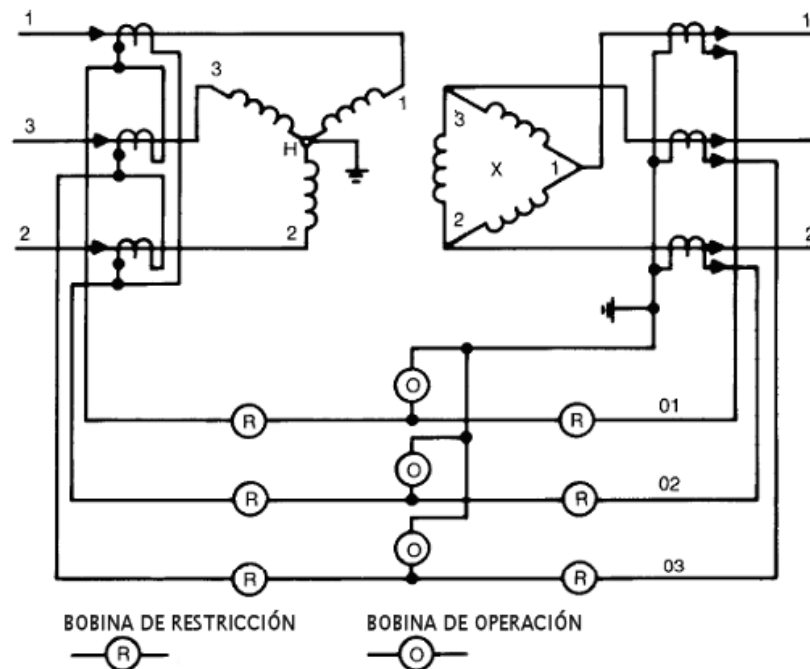 1
1
3
1
3
H
3
X
1
2
2
2
2
O
R
R
01
O
R
R
02
O
R
R
03
BOBINA DE RESTRICCIÓN
BOBINA DE OPERACIÓN
R
O